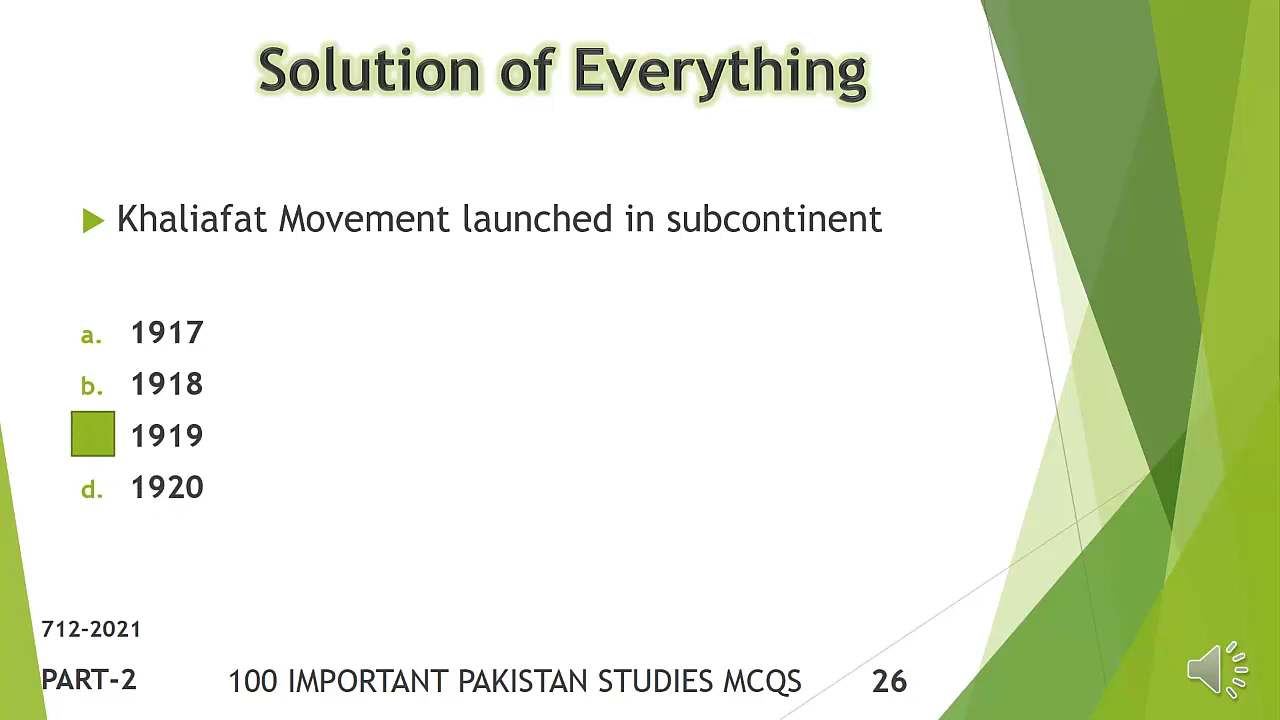 Solution of Everything
Khaliafat Movement launched in subcontinent
a. 1917
b. 1918
1919
d. 1920
712-2021
PART-2 100 IMPORTANT PAKISTAN STUDIES MCQS 26